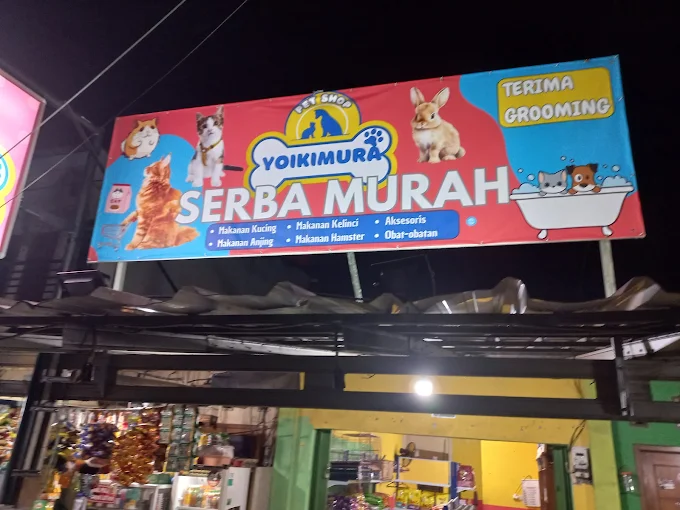 PET SHOP
YOIKIMURA
SERBA MURAH
• Makanan Kucing
• Makanan Anjing
• Makanan Kelinci
• Makanan Hamster
• Aksesoris
• Obat-obatan
TERIMA
GROOMING